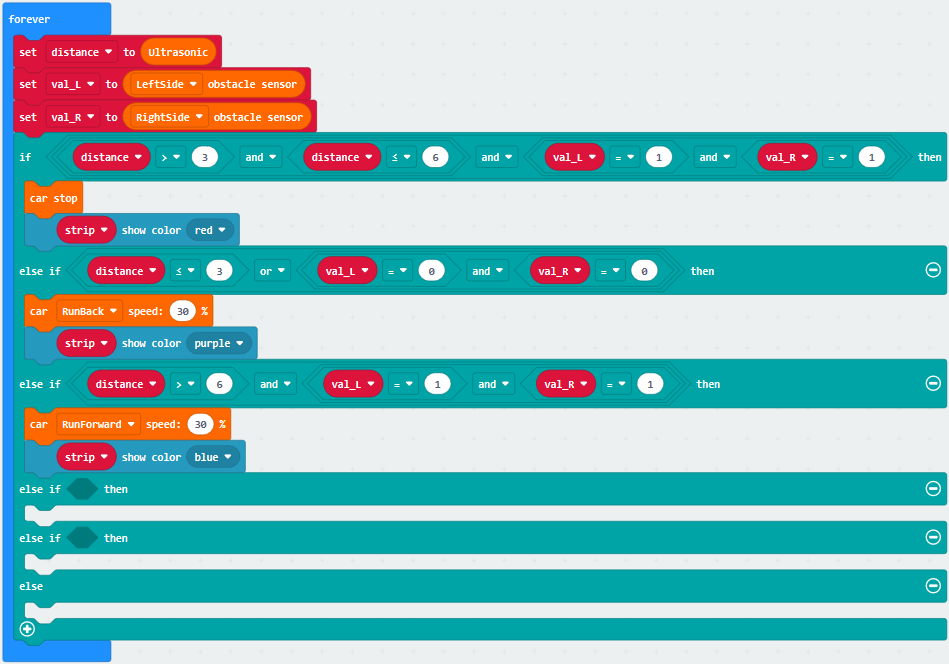 forever
set distance to Ultrasonic
set val_L to LeftSide obstacle sensor
set val_R to RightSide obstacle sensor
if distance > 3 and distance ≤ 6 and val_L = 1 and val_R = 1 then
car stop
strip show color red
else if distance ≤ 3 or val_L = 0 and val_R = 0 then
car RunBack speed: 30 %
strip show color purple
else if distance > 6 and val_L = 1 and val_R = 1 then
car RunForward speed: 30 %
strip show color blue
else if then
else if then
else